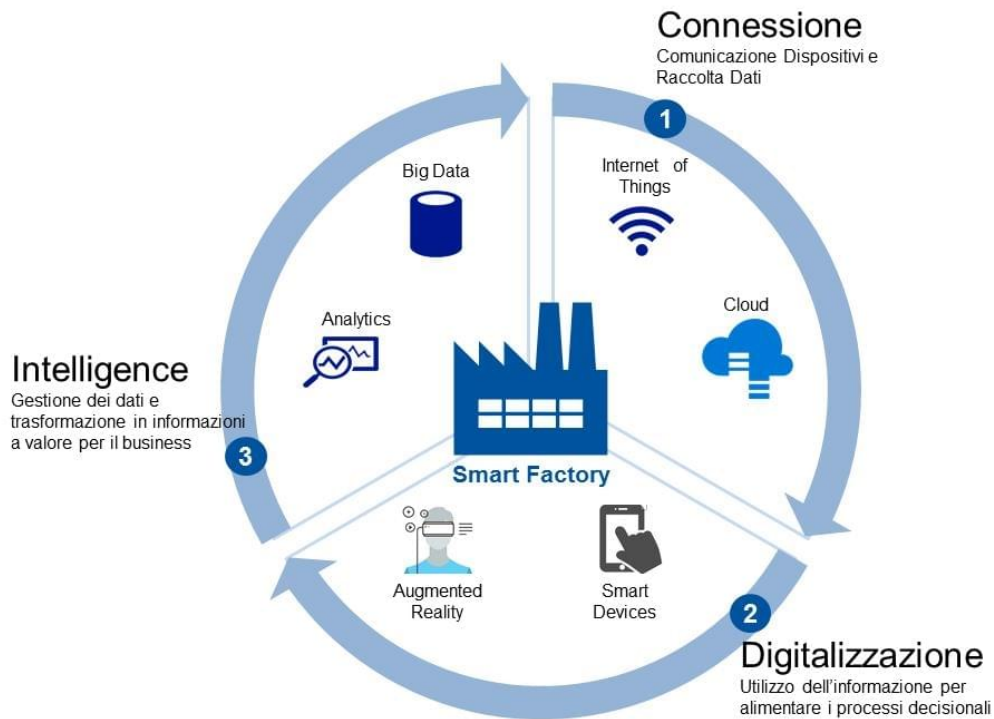 Connessione
Comunicazione Dispositivi e
Raccolta Dati
1
Internet of
Things
Cloud
Big Data
Analytics
Intelligence
Gestione dei dati e
trasformazione in informazioni
a valore per il business
3
Smart Factory
Augmented
Reality
Smart
Devices
2
Digitalizzazione
Utilizzo dell'informazione per
alimentare i processi decisionali